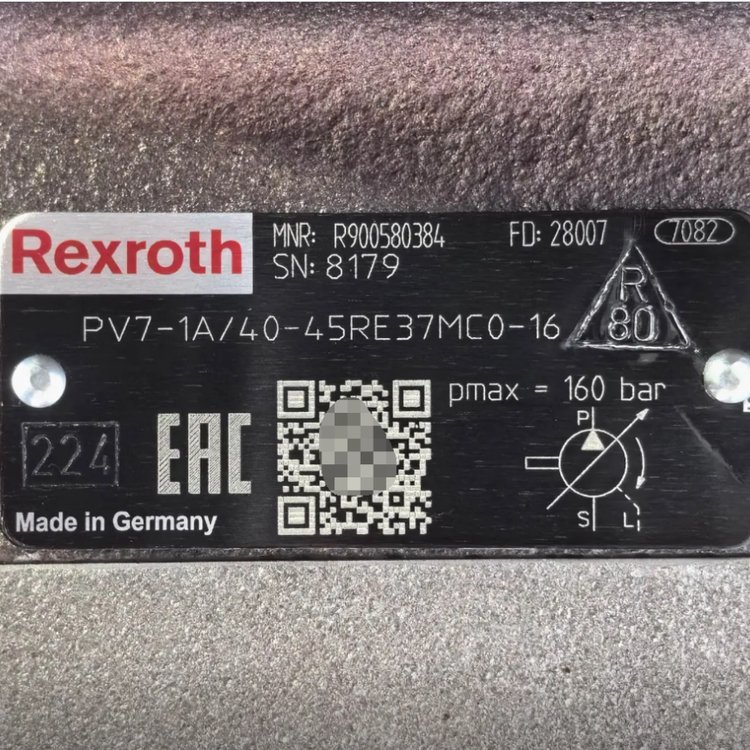 Rexroth
MNR: R900580384
FD: 28007
7082
SN: 8179
R
80
PV7-1A/40-45RE37MC0-16
pmax = 160 bar
P
224
EAC
S
L
Made in Germany